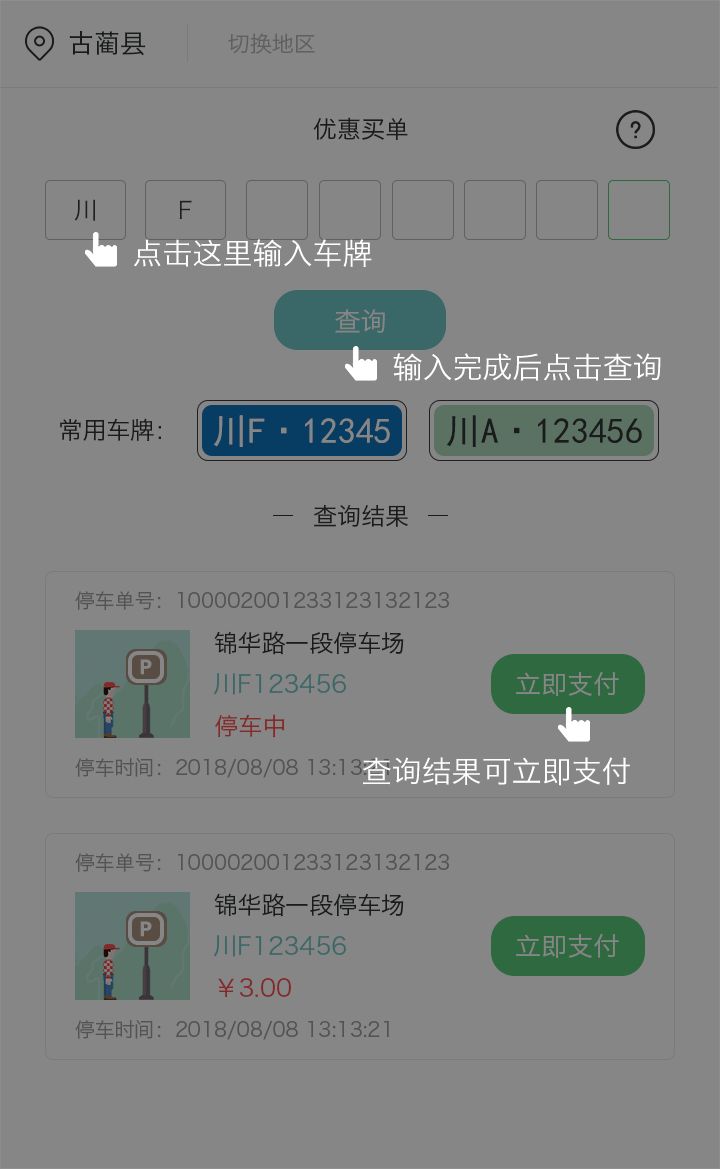 古蔺县 切换地区
优惠买单 ?
川 F
点击这里输入车牌
查询
输入完成后点击查询
常用车牌： 川F·12345 川A·123456
— 查询结果 —
停车单号：100002001233123132123
P
锦华路一段停车场
川F123456
立即支付
停车中
停车时间：2018/08/08 13:13
查询结果可立即支付
停车单号：100002001233123132123
P
锦华路一段停车场
川F123456
立即支付
￥3.00
停车时间：2018/08/08 13:13:21